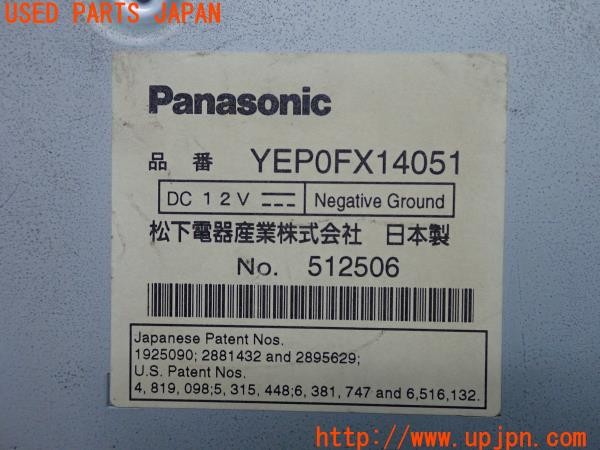 USED PARTS JAPAN
Panasonic
品 番 YEP0FX14051
DC 12V Negative Ground
松下電器産業株式会社 日本製
No. 512506
Japanese Patent Nos.
1925090; 2881432 and 2895629;
U.S. Patent Nos.
4, 819, 098;5, 315, 448;6, 381, 747 and 6,516,132.
http://www.upjpn.com/